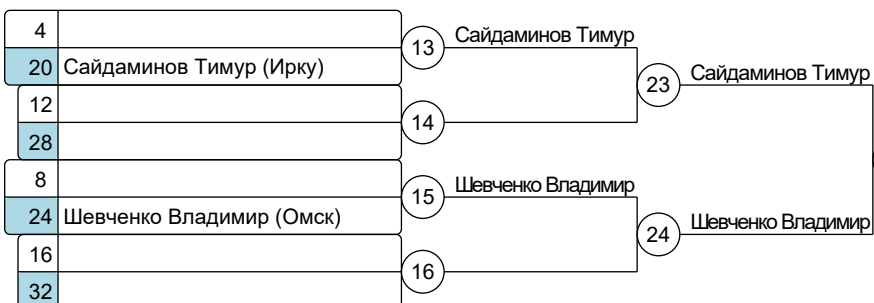 4
13 Сайдаминов Тимур
20 Сайдаминов Тимур (Ирку)
23 Сайдаминов Тимур
12
14
28
8
15 Шевченко Владимир
24 Шевченко Владимир (Омск)
24 Шевченко Владимир
16
16
32